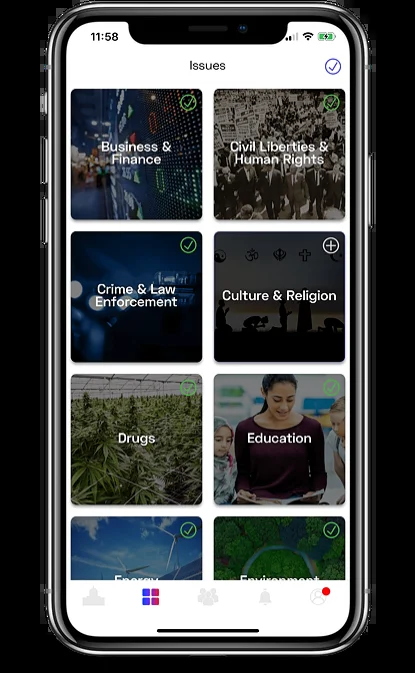 11:58
Issues
Business &
Finance
Civil Liberties &
Human Rights
Crime & Law
Enforcement
Culture & Religion
Drugs
Education
Energy
Environment